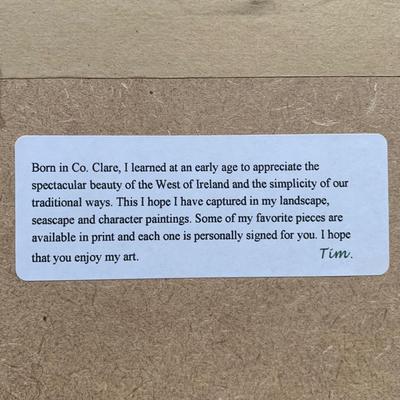 Born in Co. Clare, I learned at an early age to appreciate the
spectacular beauty of the West of Ireland and the simplicity of our
traditional ways. This I hope I have captured in my landscape,
seascape and character paintings. Some of my favorite pieces are
available in print and each one is personally signed for you. I hope
that you enjoy my art. Tim.